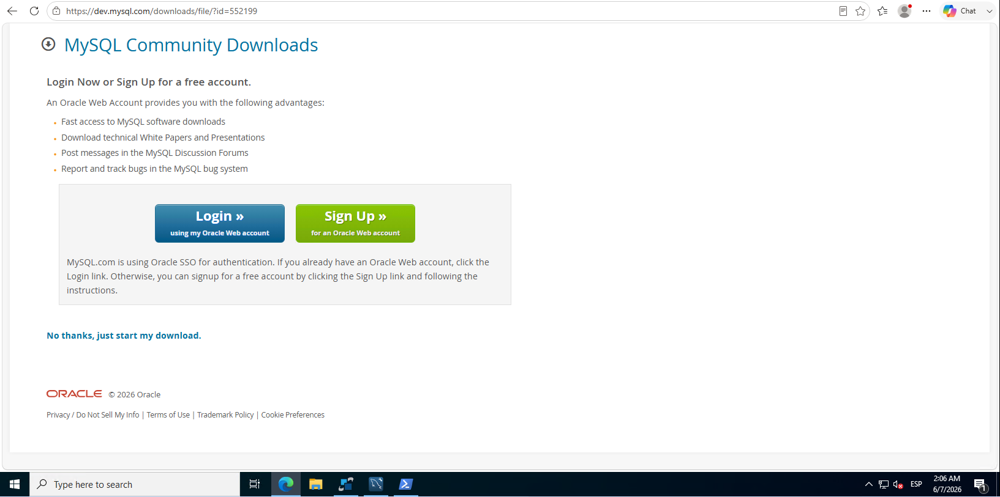 https://dev.mysql.com/downloads/file/?id=552199
Chat
MySQL Community Downloads
Login Now or Sign Up for a free account.
An Oracle Web Account provides you with the following advantages:
Fast access to MySQL software downloads
Download technical White Papers and Presentations
Post messages in the MySQL Discussion Forums
Report and track bugs in the MySQL bug system
Login » Sign Up »
using my Oracle Web account for an Oracle Web account
MySQL.com is using Oracle SSO for authentication. If you already have an Oracle Web account, click the
Login link. Otherwise, you can signup for a free account by clicking the Sign Up link and following the
instructions.
No thanks, just start my download.
ORACLE © 2026 Oracle
Privacy / Do Not Sell My Info | Terms of Use | Trademark Policy | Cookie Preferences
Type here to search
ESP
2:06 AM
6/7/2026
1